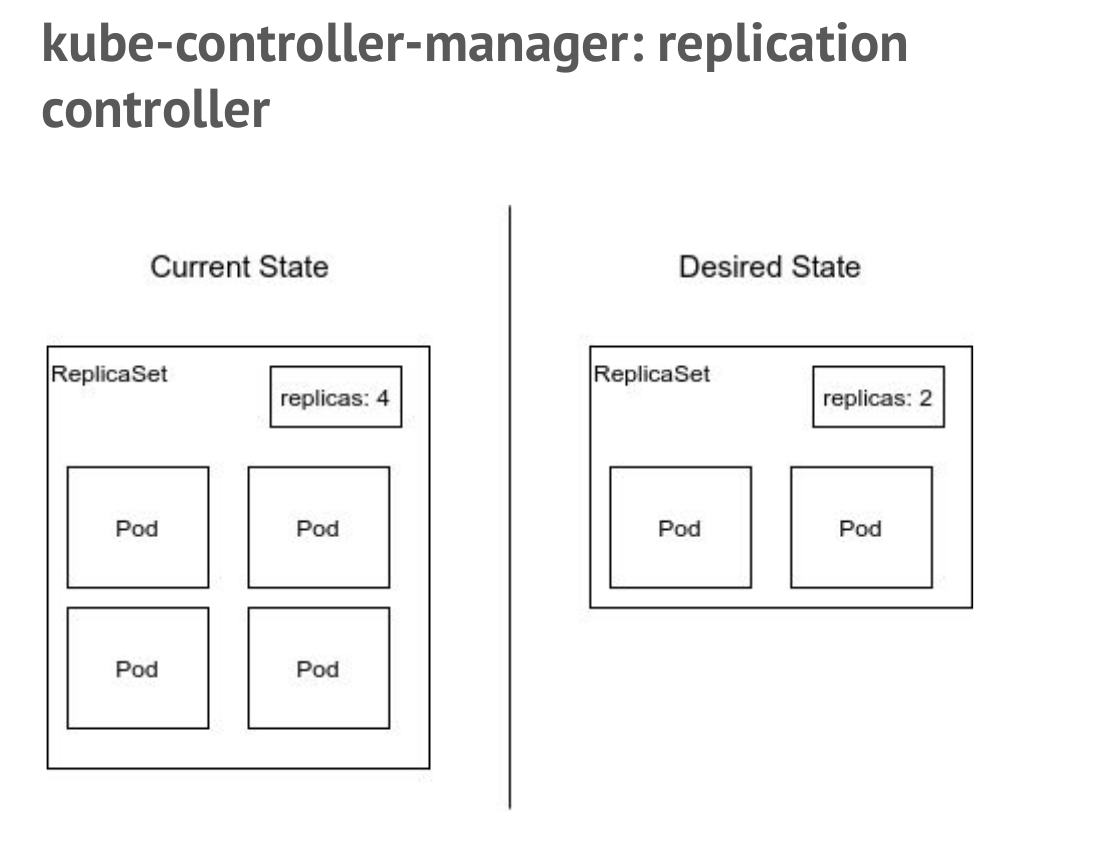 kube-controller-manager: replication
controller
Current State
Desired State
ReplicaSet
replicas: 4
Pod
Pod
Pod
Pod
ReplicaSet
replicas: 2
Pod
Pod